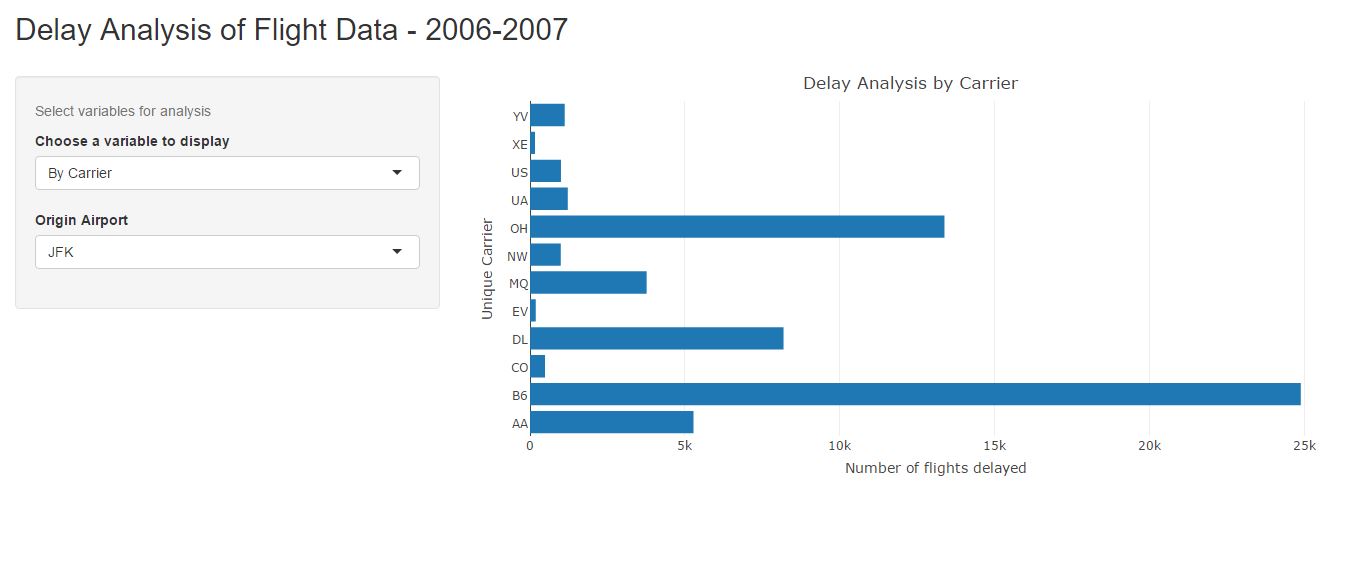 Delay Analysis of Flight Data - 2006-2007
Select variables for analysis
Choose a variable to display
By Carrier
Origin Airport
JFK
Delay Analysis by Carrier
Unique Carrier
YV
XE
US
UA
OH
NW
MQ
EV
DL
CO
B6
AA
0 5k 10k 15k 20k 25k
Number of flights delayed